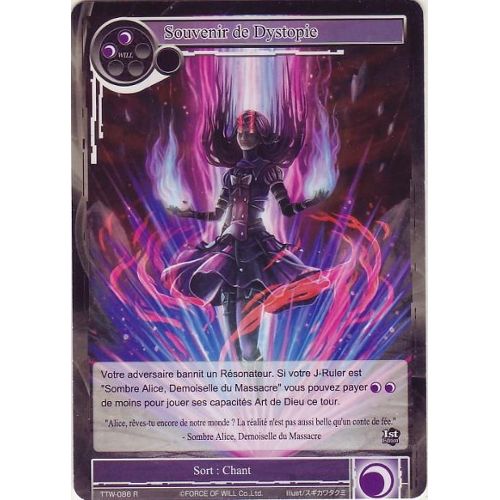 Souvenir de Dystopie
WILL
Votre adversaire bannit un Résonateur. Si votre J-Ruler est
"Sombre Alice, Demoiselle du Massacre" vous pouvez payer
de moins pour jouer ses capacités Art de Dieu ce tour.
"Alice, rêves-tu encore de notre monde ? La réalité n'est pas aussi belle qu'un conte de fée."
- Sombre Alice, Demoiselle du Massacre
1st Edition
Sort : Chant
TTW-086 R ©FORCE OF WILL Co.,Ltd. Illust/スギカワタクミ